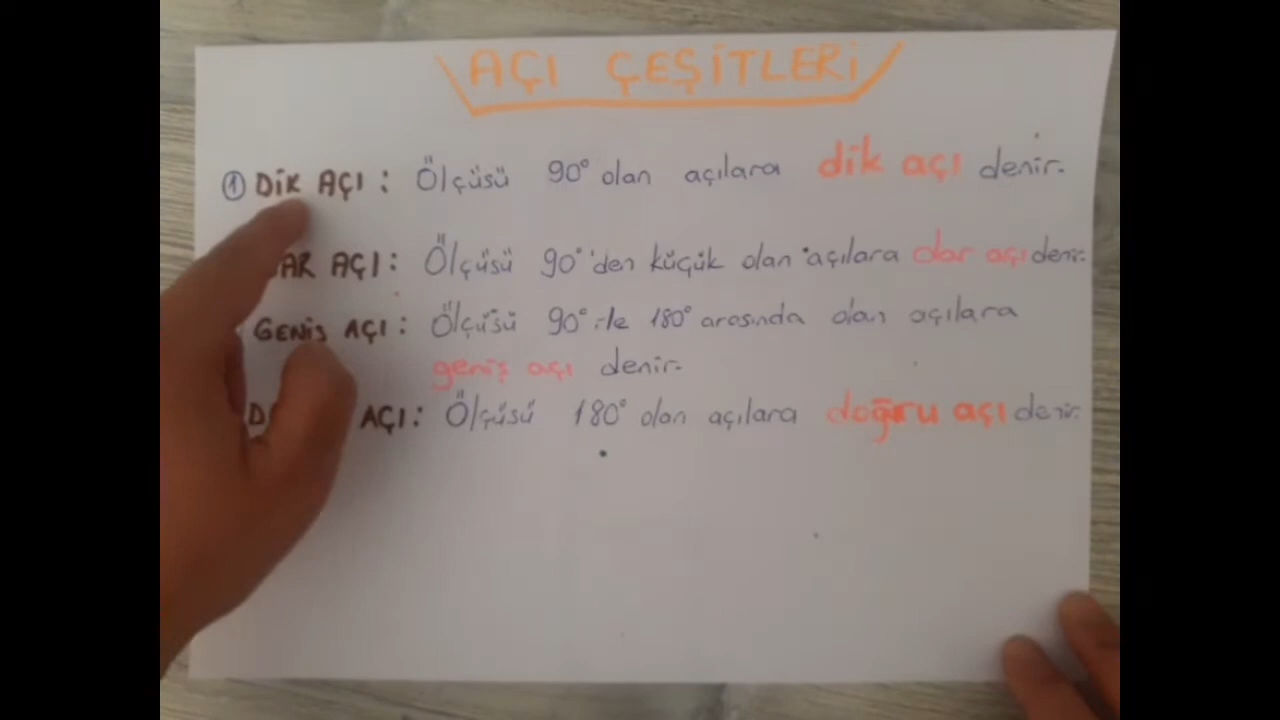 AÇI ÇEŞİTLERİ
① DİK AÇI : Ölçüsü 90° olan açılara dik açı denir.
AR AÇI : Ölçüsü 90°'den küçük olan açılara dar açı denir.
GENİŞ AÇI : Ölçüsü 90° ile 180° arasında olan açılara
geniş açı denir.
AÇI : Ölçüsü 180° olan açılara doğru açı denir.